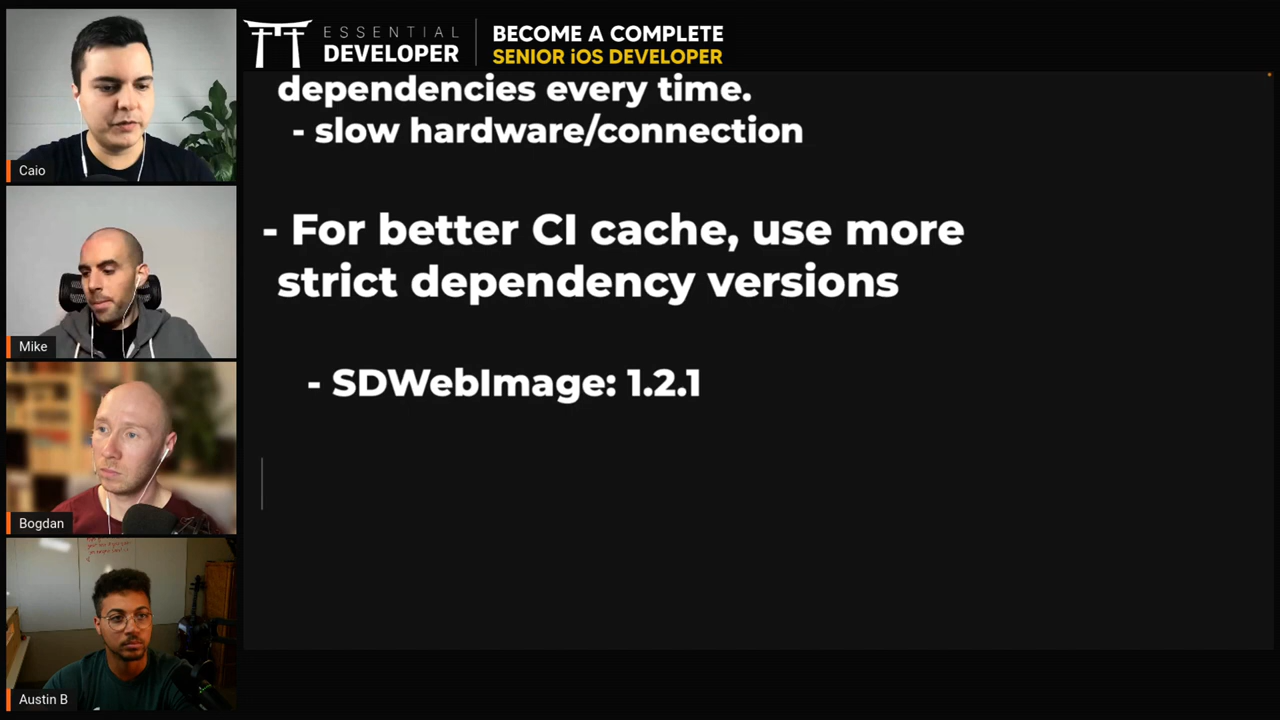 Caio
Mike
Bogdan
Austin B
ESSENTIAL
DEVELOPER
BECOME A COMPLETE
SENIOR iOS DEVELOPER
dependencies every time.
- slow hardware/connection
- For better CI cache, use more
strict dependency versions
- SDWebImage: 1.2.1